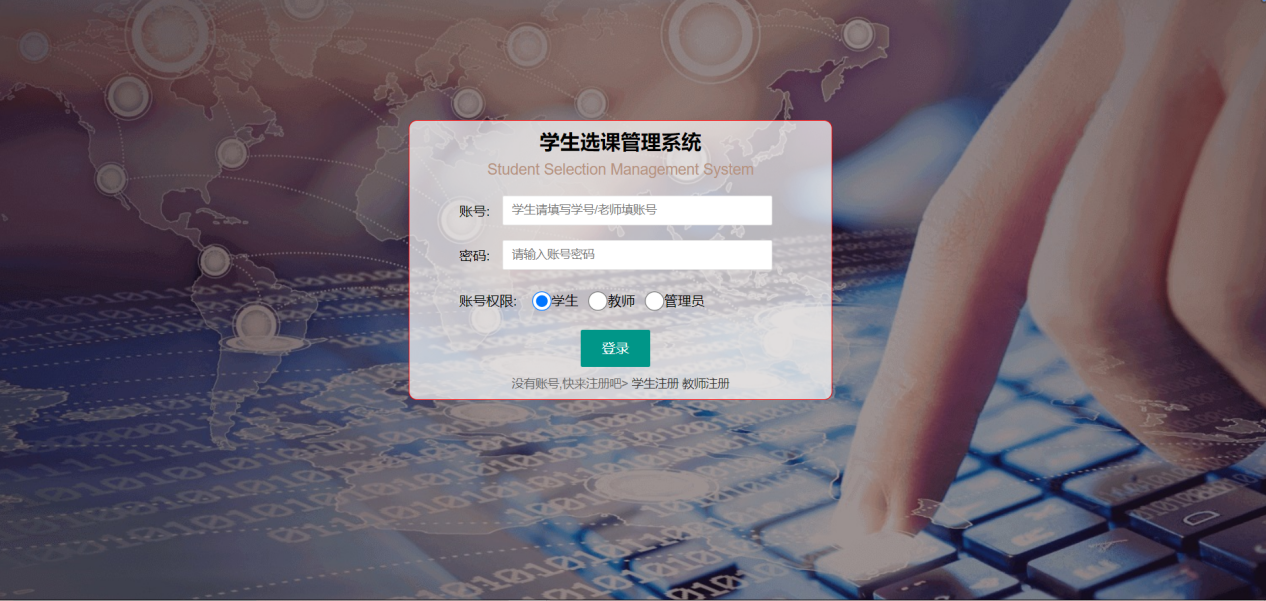 学生选课管理系统
Student Selection Management System
账号: 学生请填写学号/老师填账号
密码: 请输入账号密码
账号权限: 学生 教师 管理员
登录
没有账号,快来注册吧> 学生注册 教师注册